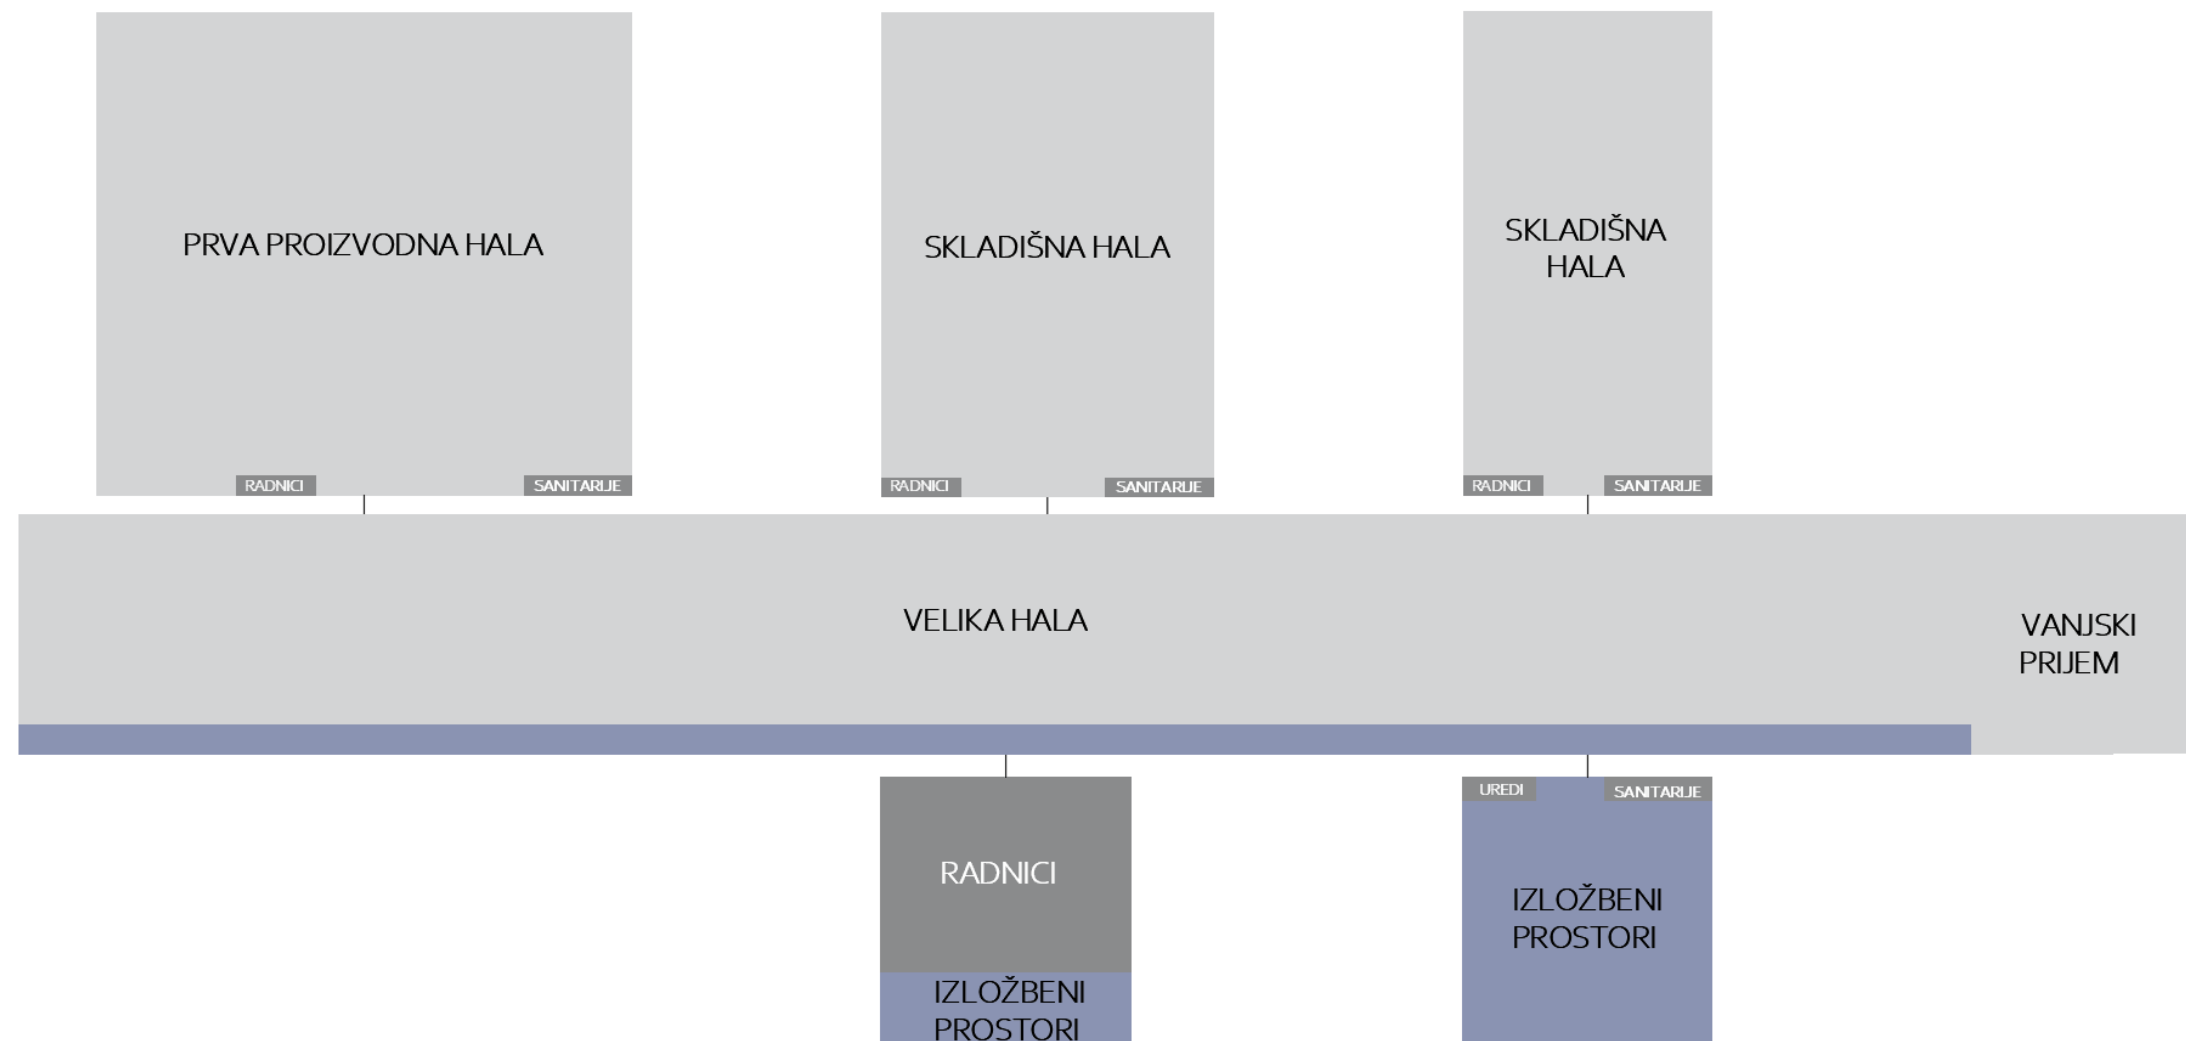 PRVA PROIZVODNA HALA
SKLADIŠNA HALA
SKLADIŠNA
HALA
RADNICI
SANITARIJE
RADNICI
SANITARIJE
RADNICI
SANITARIJE
VELIKA HALA
VANJSKI
PRIJEM
RADNICI
IZLOŽBENI
PROSTORI
UREDI
SANITARIJE
IZLOŽBENI
PROSTORI